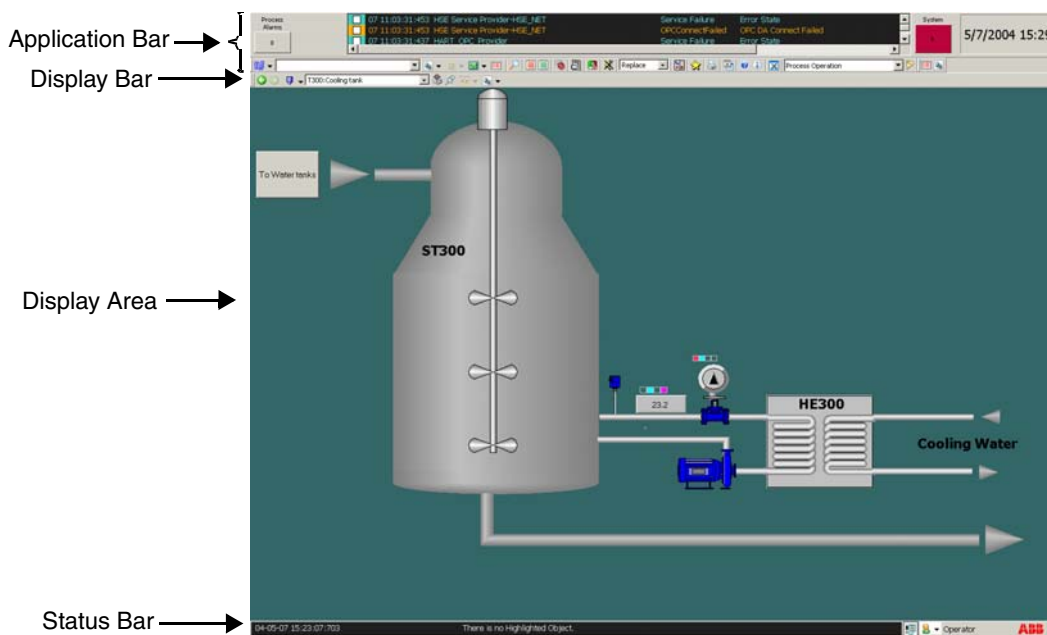 Application Bar
Display Bar
Display Area
Status Bar
Process
Alarms
07 11:03:31:453 HSE Service Provider-HSE_NET Service Failure Error State
07 11:03:31:453 HSE Service Provider-HSE_NET OPCConnectFailed OPC DA Connect Failed
07 11:03:31:437 HART OPC Provider Service Failure Error State
System
5/7/2004 15:29
Replace
Process Operation
T300:Cooling tank
To Water tanks
ST300
23.2
HE300
Cooling Water
04-05-07 15:23:07:703 There is no Highlighted Object.
Operator
ABB